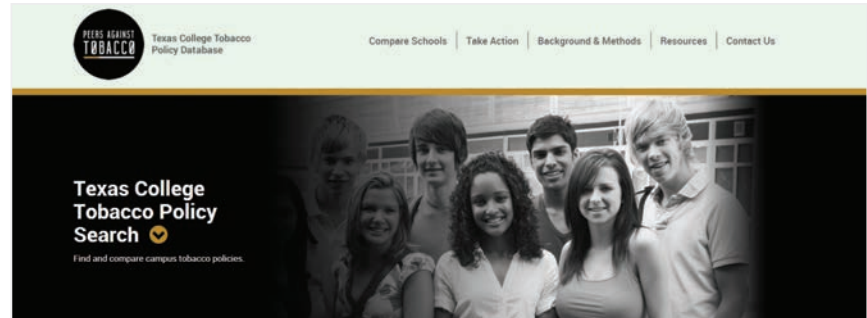 PEERS AGAINST
TOBACCO
Texas College Tobacco
Policy Database
Compare Schools
Take Action
Background & Methods
Resources
Contact Us
Texas College
Tobacco Policy
Search
Find and compare campus tobacco policies.